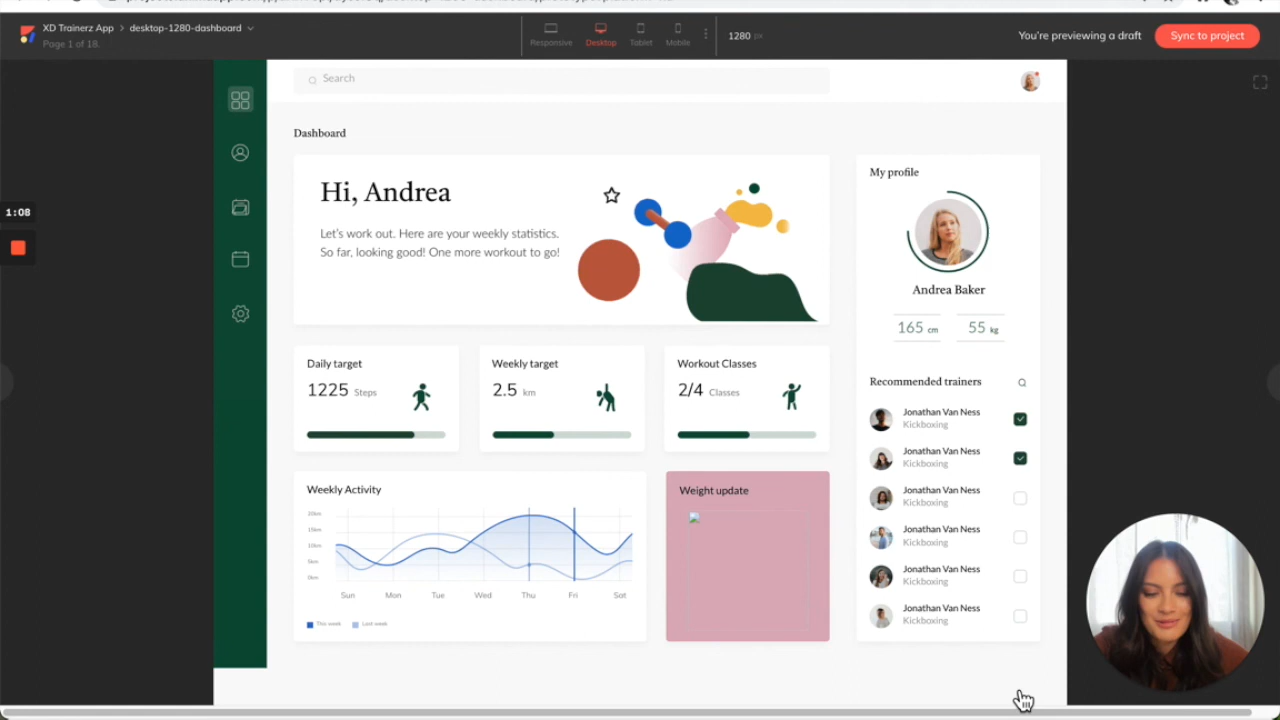 XD Trainerz App > desktop-1280-dashboard
Page 1 of 18.
Responsive
Desktop
Tablet
Mobile
1280 px
You're previewing a draft
Sync to project
1:08
Search
Dashboard
Hi, Andrea
Let's work out. Here are your weekly statistics.
So far, looking good! One more workout to go!
My profile
Andrea Baker
165 cm
55 kg
Daily target
1225 Steps
Weekly target
2.5 km
Workout Classes
2/4 Classes
Recommended trainers
Jonathan Van Ness
Kickboxing
Jonathan Van Ness
Kickboxing
Jonathan Van Ness
Kickboxing
Jonathan Van Ness
Kickboxing
Jonathan Van Ness
Kickboxing
Jonathan Van Ness
Kickboxing
Weekly Activity
20km
15km
10km
5km
0km
Sun Mon Tue Wed Thu Fri Sat
This week
Last week
Weight update